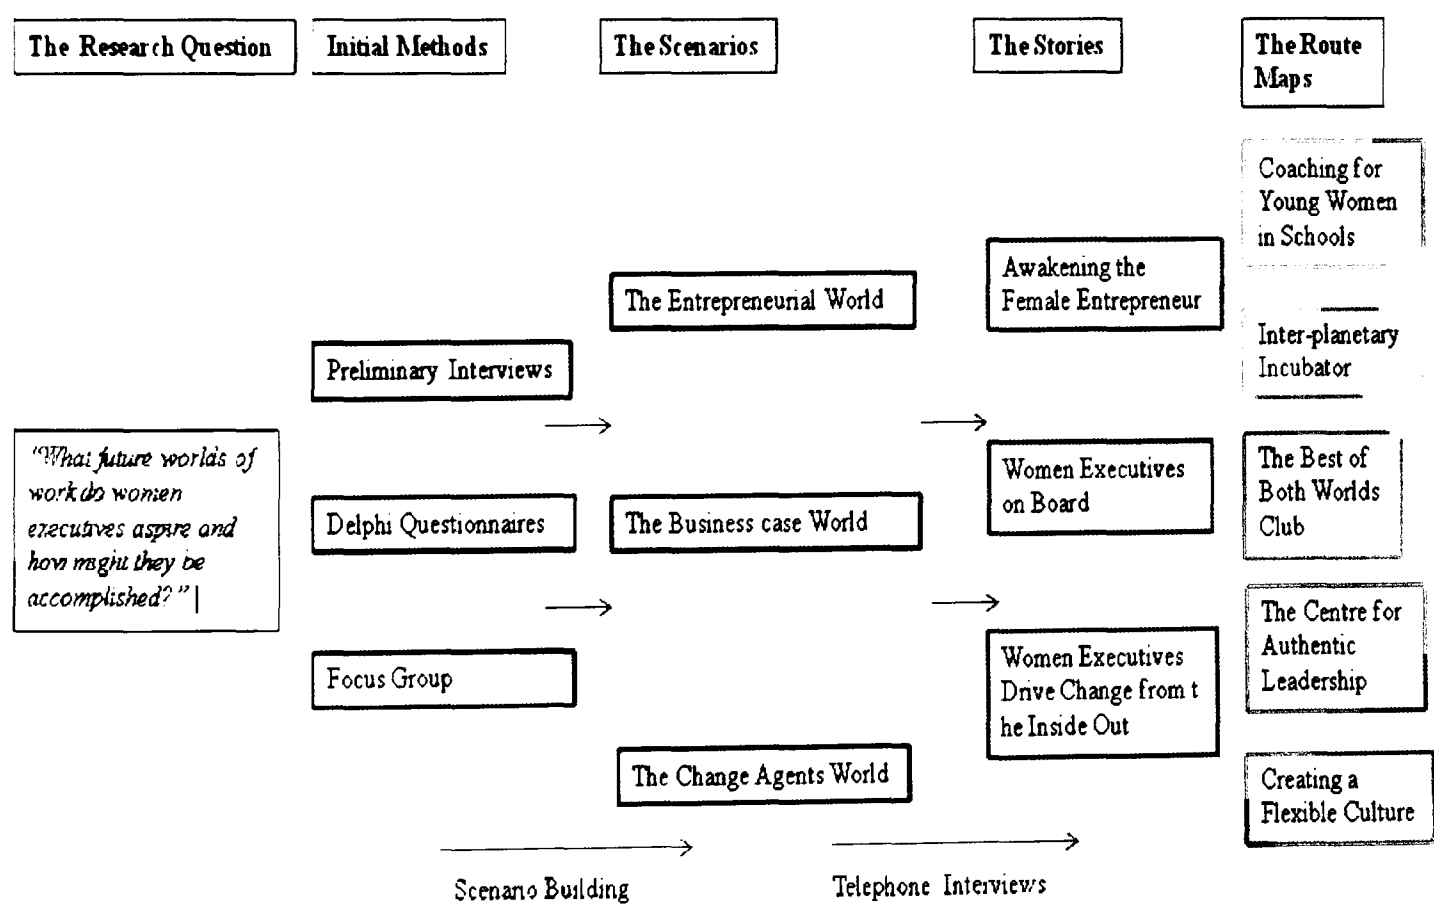 The Research Question
Initial Methods
The Scenarios
The Stories
The Route
Maps
"What future worlds of
work do women
executives aspire and
how might they be
accomplished?"
Preliminary Interviews
Delphi Questionnaires
Focus Group
The Entrepreneurial World
The Business case World
The Change Agents World
Awakening the
Female Entrepreneur
Women Executives
on Board
Women Executives
Drive Change from t
he Inside Out
Coaching for
Young Women
in Schools
Inter-planetary
Incubator
The Best of
Both Worlds
Club
The Centre for
Authentic
Leadership
Creating a
Flexible Culture
Scenario Building
Telephone Interviews